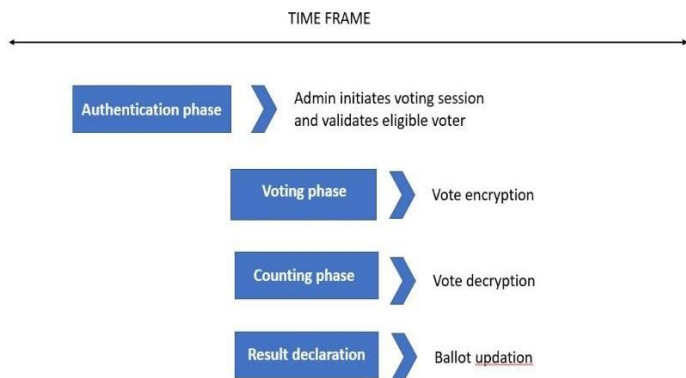 TIME FRAME
Authentication phase
Admin initiates voting session
and validates eligible voter
Voting phase
Vote encryption
Counting phase
Vote decryption
Result declaration
Ballot updation